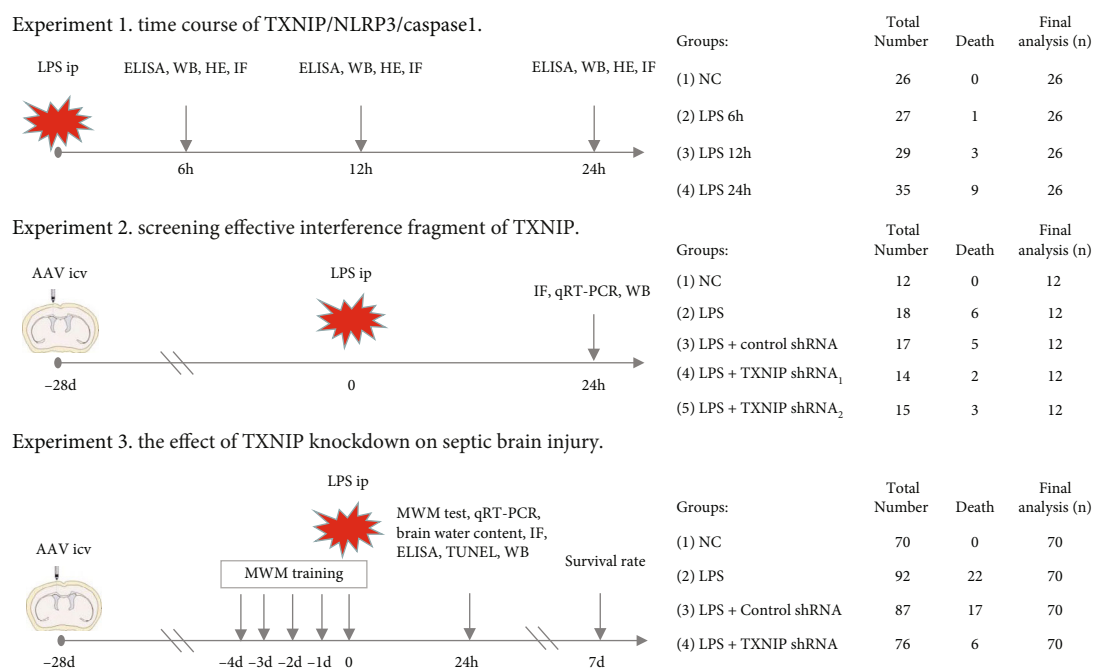 Experiment 1. time course of TXNIP/NLRP3/caspase1.
LPS ip
ELISA, WB, HE, IF
ELISA, WB, HE, IF
ELISA, WB, HE, IF
6h
12h
24h
Groups:
Total Number
Death
Final analysis (n)
(1) NC 26 0 26
(2) LPS 6h 27 1 26
(3) LPS 12h 29 3 26
(4) LPS 24h 35 9 26
Experiment 2. screening effective interference fragment of TXNIP.
AAV icv
LPS ip
IF, qRT-PCR, WB
–28d
0
24h
Groups:
Total Number
Death
Final analysis (n)
(1) NC 12 0 12
(2) LPS 18 6 12
(3) LPS + control shRNA 17 5 12
(4) LPS + TXNIP shRNA₁ 14 2 12
(5) LPS + TXNIP shRNA₂ 15 3 12
Experiment 3. the effect of TXNIP knockdown on septic brain injury.
AAV icv
LPS ip
MWM training
MWM test, qRT-PCR,
brain water content, IF,
ELISA, TUNEL, WB
Survival rate
–28d
–4d
–3d
–2d
–1d
0
24h
7d
Groups:
Total Number
Death
Final analysis (n)
(1) NC 70 0 70
(2) LPS 92 22 70
(3) LPS + Control shRNA 87 17 70
(4) LPS + TXNIP shRNA 76 6 70